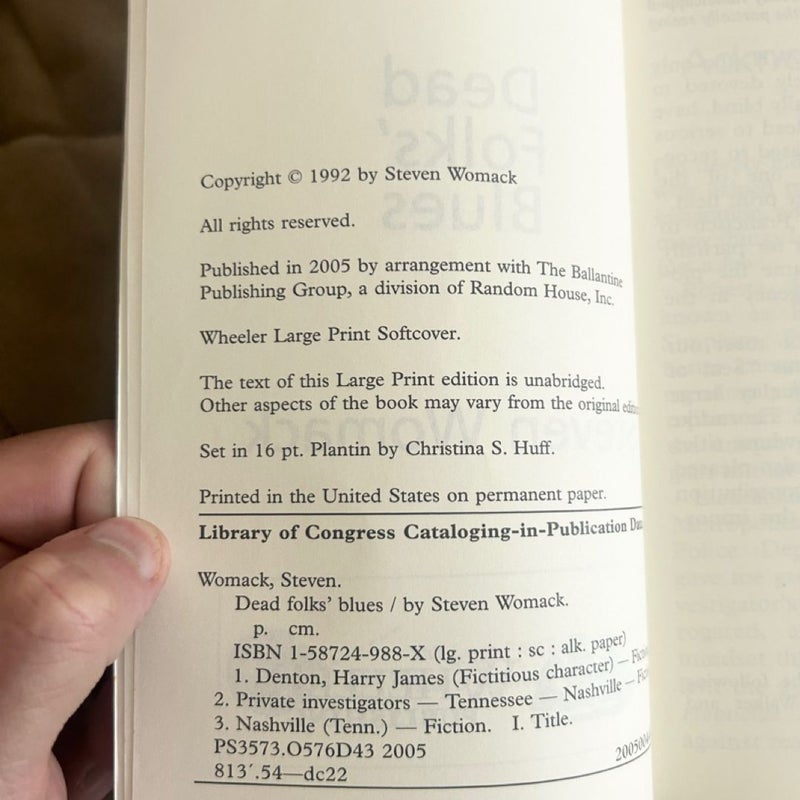 Copyright © 1992 by Steven Womack
All rights reserved.
Published in 2005 by arrangement with The Ballantine
Publishing Group, a division of Random House, Inc.
Wheeler Large Print Softcover.
The text of this Large Print edition is unabridged.
Other aspects of the book may vary from the original
Set in 16 pt. Plantin by Christina S. Huff.
Printed in the United States on permanent paper.
Library of Congress Cataloging-in-Publication
Womack, Steven.
Dead folks' blues / by Steven Womack.
p. cm.
ISBN 1-58724-988-X (lg. print : sc : alk. paper)
1. Denton, Harry James (Fictitious character) —
2. Private investigators — Tennessee — Nashville —
3. Nashville (Tenn.) — Fiction. I. Title.
PS3573.O576D43 2005
813´.54—dc22